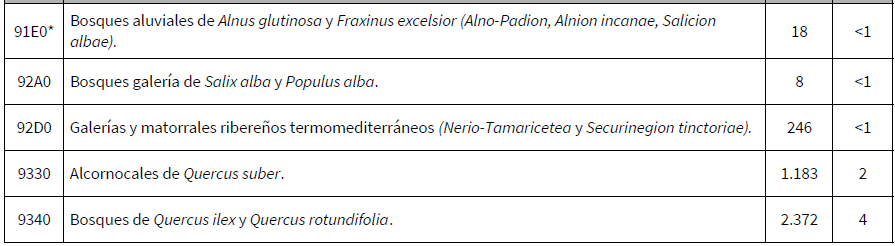 91E0* Bosques aluviales de Alnus glutinosa y Fraxinus excelsior (Alno-Padion, Alnion incanae, Salicion albae). 18 <1
92A0 Bosques galería de Salix alba y Populus alba. 8 <1
92D0 Galerías y matorrales ribereños termomediterráneos (Nerio-Tamaricetea y Securinegion tinctoriae). 246 <1
9330 Alcornocales de Quercus suber. 1.183 2
9340 Bosques de Quercus ilex y Quercus rotundifolia. 2.372 4